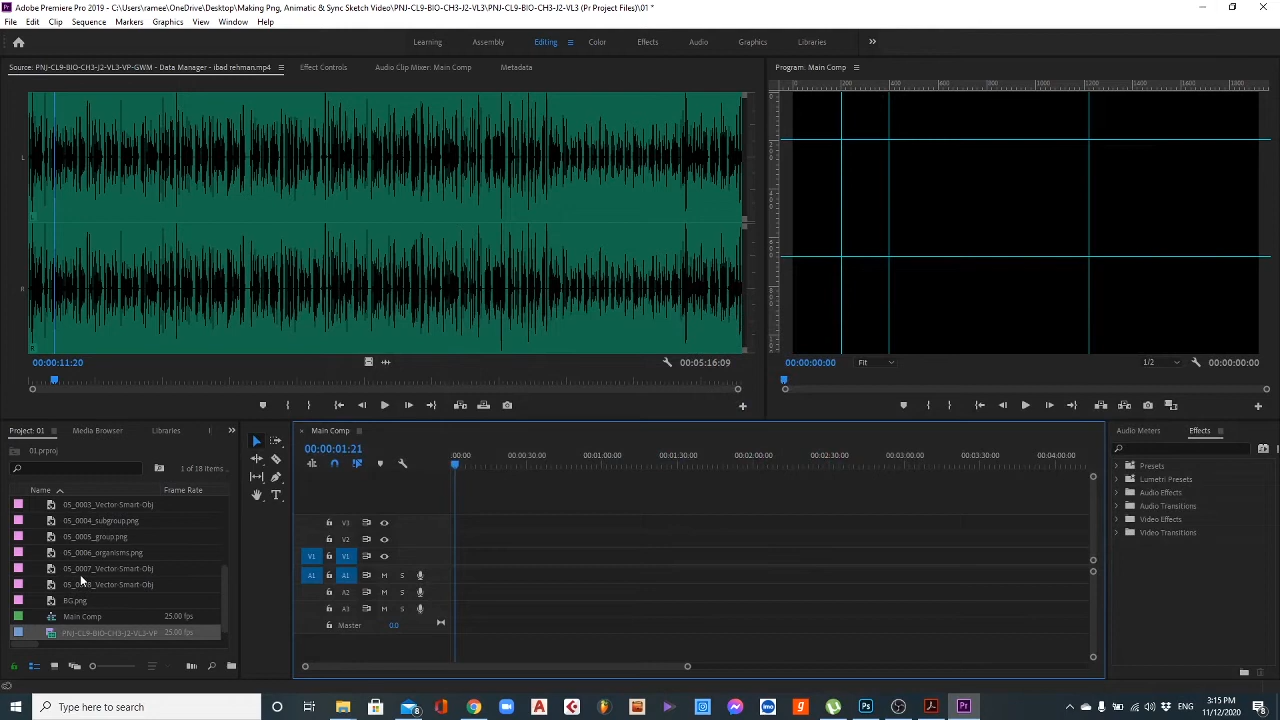 Adobe Premiere Pro 2019 - C:\Users\ramee\OneDrive\Desktop\Making Png, Animatic & Sync Sketch Video\PNJ-CL9-BIO-CH3-J2-VL3\PNJ-CL9-BIO-CH3-J2-VL3 (Pr Project Files)\01 *
File Edit Clip Sequence Markers Graphics View Window Help
Learning Assembly Editing Color Effects Audio Graphics Libraries
Source: PNJ-CL9-BIO-CH3-J2-VL3-VP-GWM - Data Manager - ibad rehman.mp4 Effect Controls Audio Clip Mixer: Main Comp Metadata
Program: Main Comp
0 200 400 600 800 1000 1200 1400 1600 1800
L
R
00:00:11:20 00:05:16:09
00:00:00:00 Fit 1/2 00:00:00:00
Project: 01 Media Browser Libraries
01.prproj
1 of 18 items
Name Frame Rate
05_0003_Vector-Smart-Obj
05_0004_subgroup.png
05_0005_group.png
05_0006_organisms.png
05_0007_Vector-Smart-Obj
BG.png
Main Comp 25.00 fps
PNJ-CL9-BIO-CH3-J2-VL3-VP 25.00 fps
Main Comp
00:00:01:21
:00:00 00:00:30:00 00:01:00:00 00:01:30:00 00:02:00:00 00:02:30:00 00:03:00:00 00:03:30:00 00:04:00:00
V3
V2
V1 V1
A1 A1 M S
A2 M S
A3 M S
Master 0.0
Audio Meters Effects
Presets
Lumetri Presets
Audio Effects
Audio Transitions
Video Effects
Video Transitions
Type here to search
ENG
3:15 PM
11/12/2020